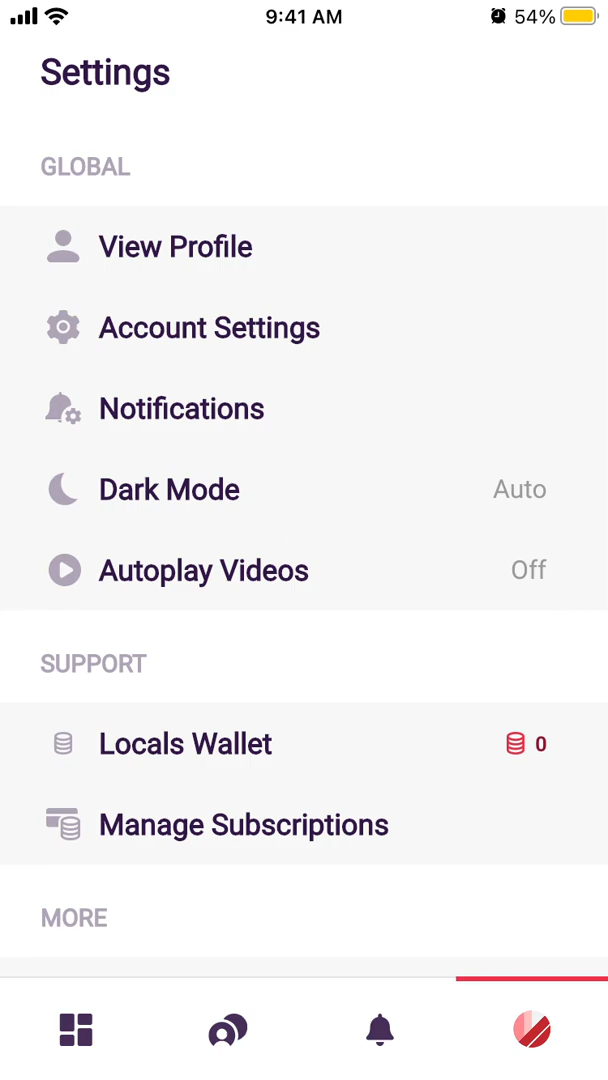 9:41 AM 54%
Settings
GLOBAL
View Profile
Account Settings
Notifications
Dark Mode Auto
Autoplay Videos Off
SUPPORT
Locals Wallet 0
Manage Subscriptions
MORE